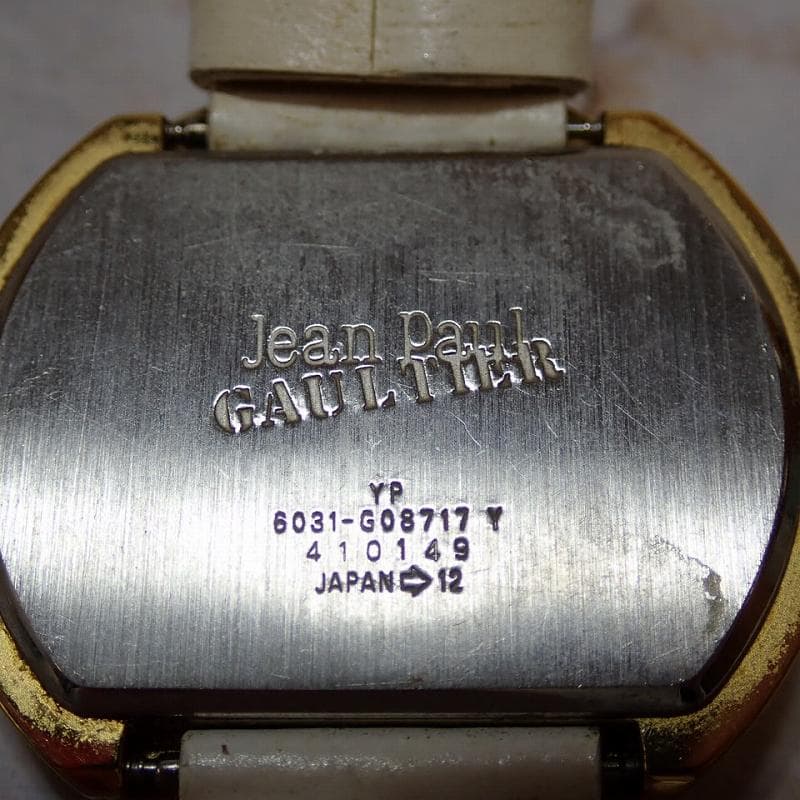 Jean Paul
GAULTIER
YP
6031-G08717 Y
410149
JAPAN⇨12